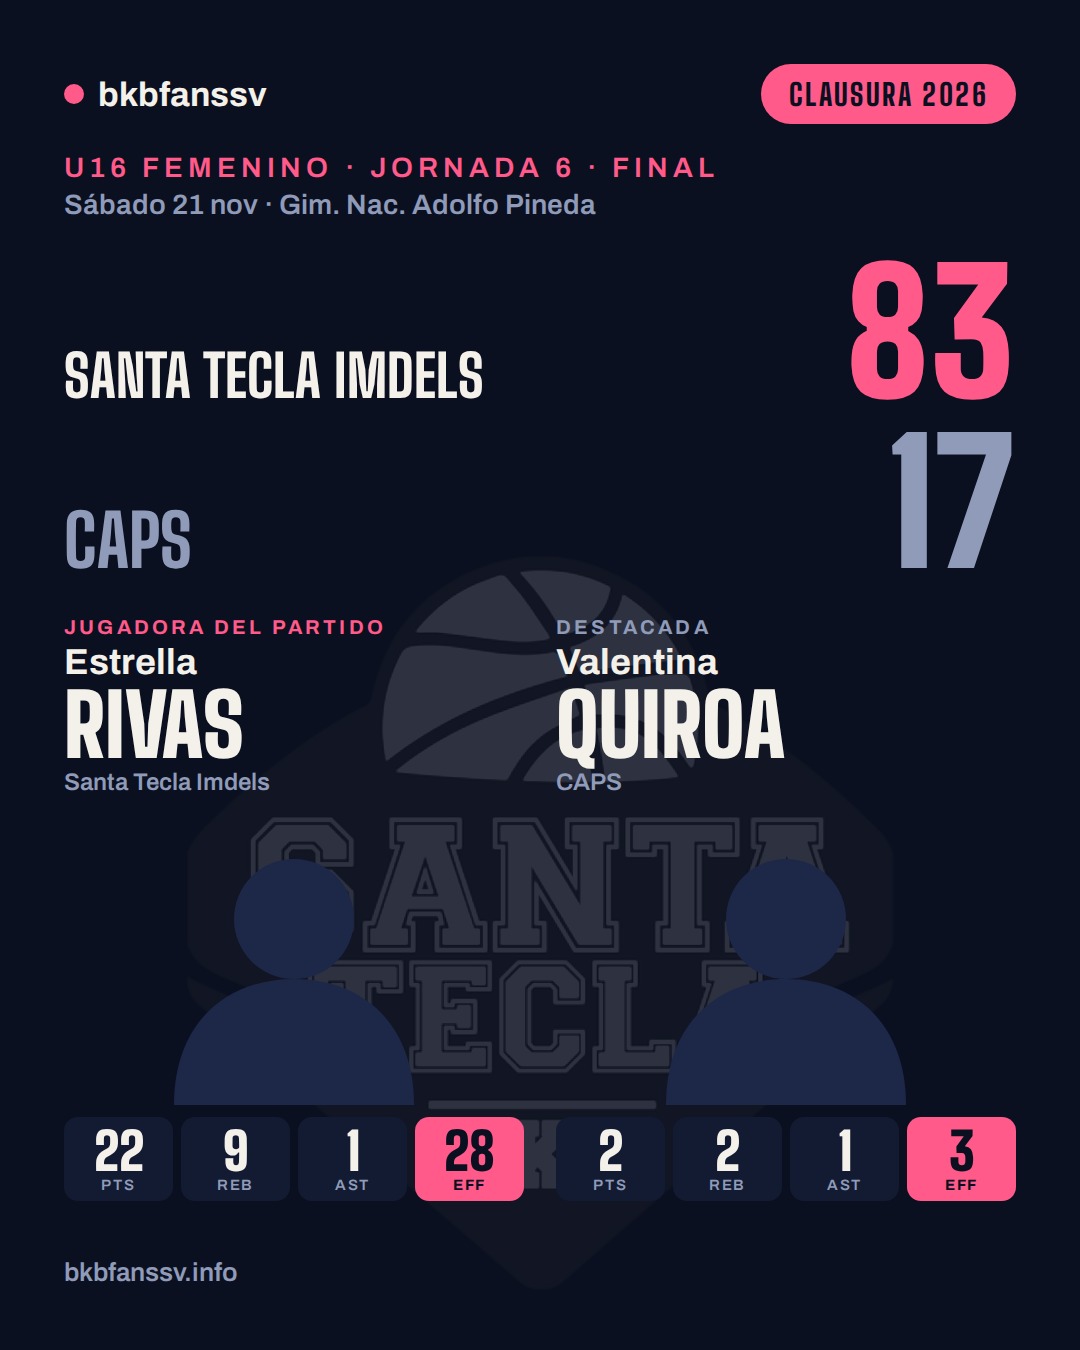 bkbfanssv
CLAUSURA 2026
U16 FEMENINO · JORNADA 6 · FINAL
Sábado 21 nov · Gim. Nac. Adolfo Pineda
83
SANTA TECLA IMDELS
17
CAPS
JUGADORA DEL PARTIDO
Estrella
RIVAS
Santa Tecla Imdels
DESTACADA
Valentina
QUIROA
CAPS
SANTA
TECLA
22 9 1 28
PTS REB AST EFF
2 2 1 3
PTS REB AST EFF
bkbfanssv.info